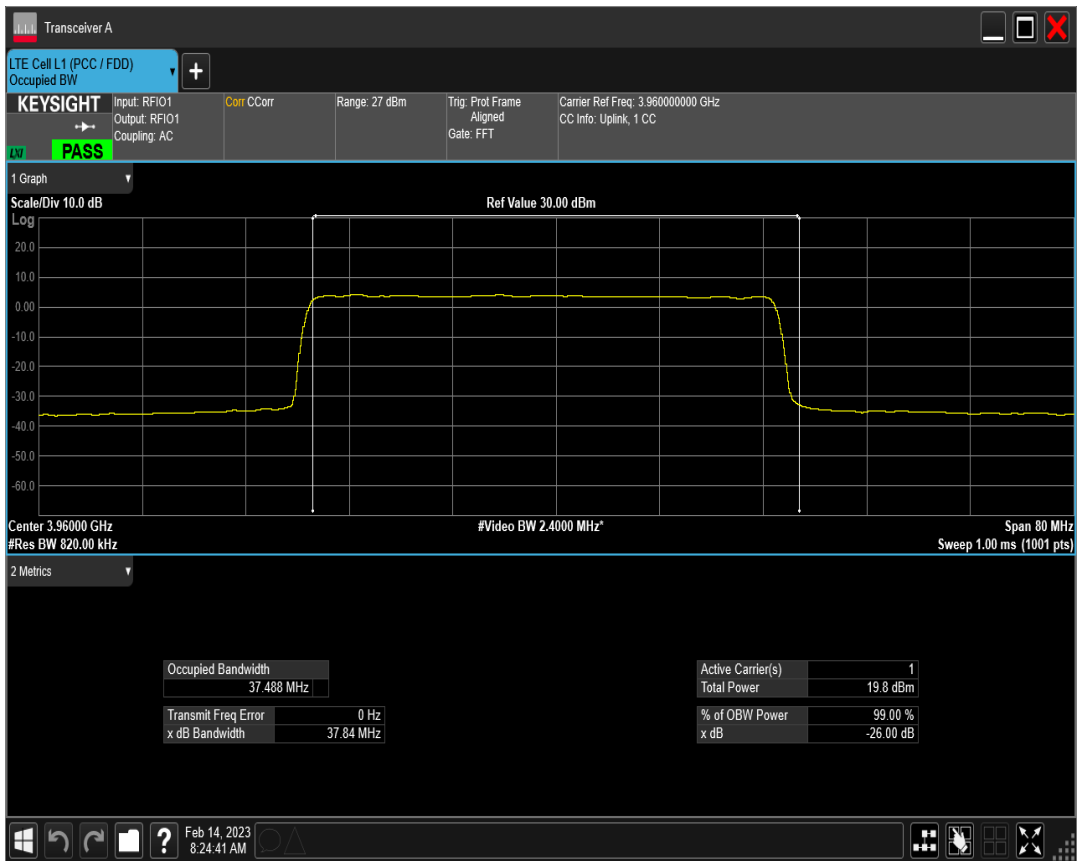 Transceiver A
LTE Cell L1 (PCC / FDD)
Occupied BW
+
KEYSIGHT
LXI
PASS
Input: RFIO1
Output: RFIO1
Coupling: AC
Corr CCorr
Range: 27 dBm
Trig: Prot Frame
Aligned
Gate: FFT
Carrier Ref Freq: 3.960000000 GHz
CC Info: Uplink, 1 CC
1 Graph
Scale/Div 10.0 dB
Ref Value 30.00 dBm
Log
20.0
10.0
0.00
-10.0
-20.0
-30.0
-40.0
-50.0
-60.0
Center 3.96000 GHz
#Video BW 2.4000 MHz*
Span 80 MHz
#Res BW 820.00 kHz
Sweep 1.00 ms (1001 pts)
2 Metrics
Occupied Bandwidth
37.488 MHz
Transmit Freq Error 0 Hz
x dB Bandwidth 37.84 MHz
Active Carrier(s) 1
Total Power 19.8 dBm
% of OBW Power 99.00 %
x dB -26.00 dB
?
Feb 14, 2023
8:24:41 AM